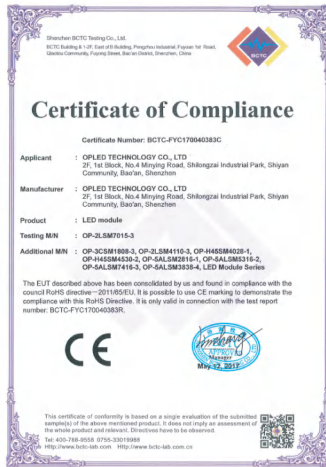 Shenzhen BCTC Testing Co., Ltd.
BCTC Building & 1-2F, East of B Building, Pengzhou Industrial, Fuyuan 1st Road,
Qiaotou Community, Fuyong Street, Bao'an District, Shenzhen, China
BCTC
Certificate of Compliance
Certificate Number: BCTC-FYC170040383C
Applicant : OPLED TECHNOLOGY CO., LTD
2F, 1st Block, No.4 Minying Road, Shilongzai Industrial Park, Shiyan
Community, Bao'an, Shenzhen
Manufacturer : OPLED TECHNOLOGY CO., LTD
2F, 1st Block, No.4 Minying Road, Shilongzai Industrial Park, Shiyan
Community, Bao'an, Shenzhen
Product : LED module
Testing M/N : OP-2LSM7015-3
Additional M/N : OP-3CSM1808-3, OP-2LSM4110-3, OP-H45SM4028-1,
OP-H45SM4530-2, OP-5ALSM2816-1, OP-5ALSM5316-2,
OP-5ALSM7416-3, OP-5ALSM3838-4, LED Module Series
The EUT described above has been consolidated by us and found in compliance with the
council RoHS directive—2011/65/EU. It is possible to use CE marking to demonstrate the
compliance with this RoHS Directive. It is only valid in connection with the test report
number: BCTC-FYC170040383R.
CE
APPROVED
Manager
May 17, 2017
This certificate of conformity is based on a single evaluation of the submitted
sample(s) of the above mentioned product. It does not imply an assessment of
the whole product and relevant. Directives have to be observed.
Tel: 400-788-9558 0755-33019988
Http://www.bctc-lab.com Http://www.bctc-lab.com.cn